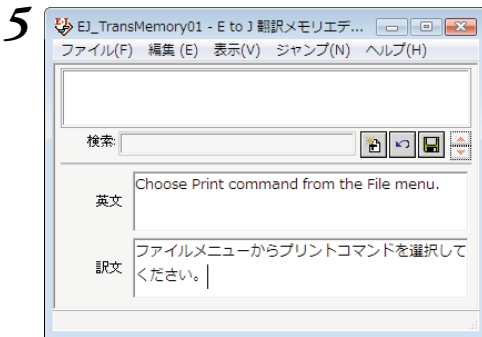 5
EJ_TransMemory01 - E to J 翻訳メモリエデ...
ファイル(F) 編集 (E) 表示(V) ジャンプ(N) ヘルプ(H)
検索:
英文
Choose Print command from the File menu.
訳文
ファイルメニューからプリントコマンドを選択して
ください。